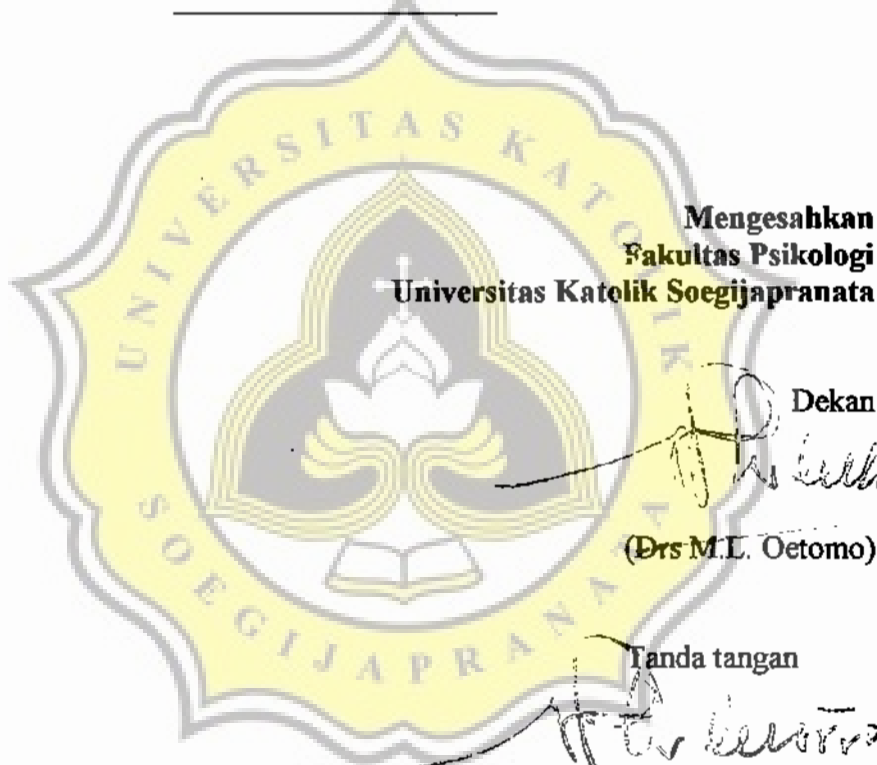 UNIVERSITAS KATOLIK
Mengesahkan
Fakultas Psikologi
Universitas Katolik Soegijapranata
Dekan
(Drs M.L. Oetomo)
SOEGIJAPRANATA
Tanda tangan